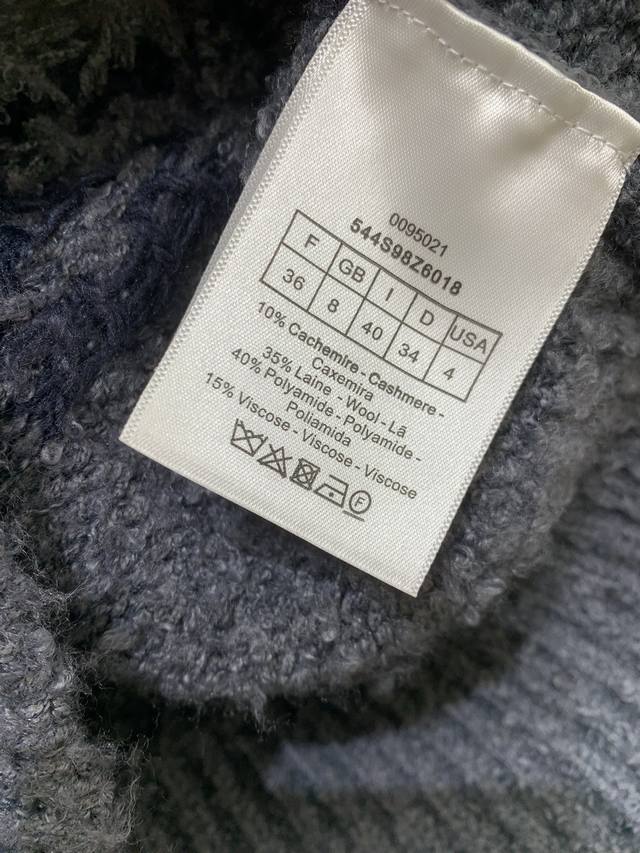 0095021
544S98Z6018
F GB I D USA
36 8 40 34 4
10% Cachemire - Cashmere -
Caxemira
35% Laine - Wool - Lã
40% Polyamide - Polyamide -
Poliamida
15% Viscose - Viscose - Viscose
F